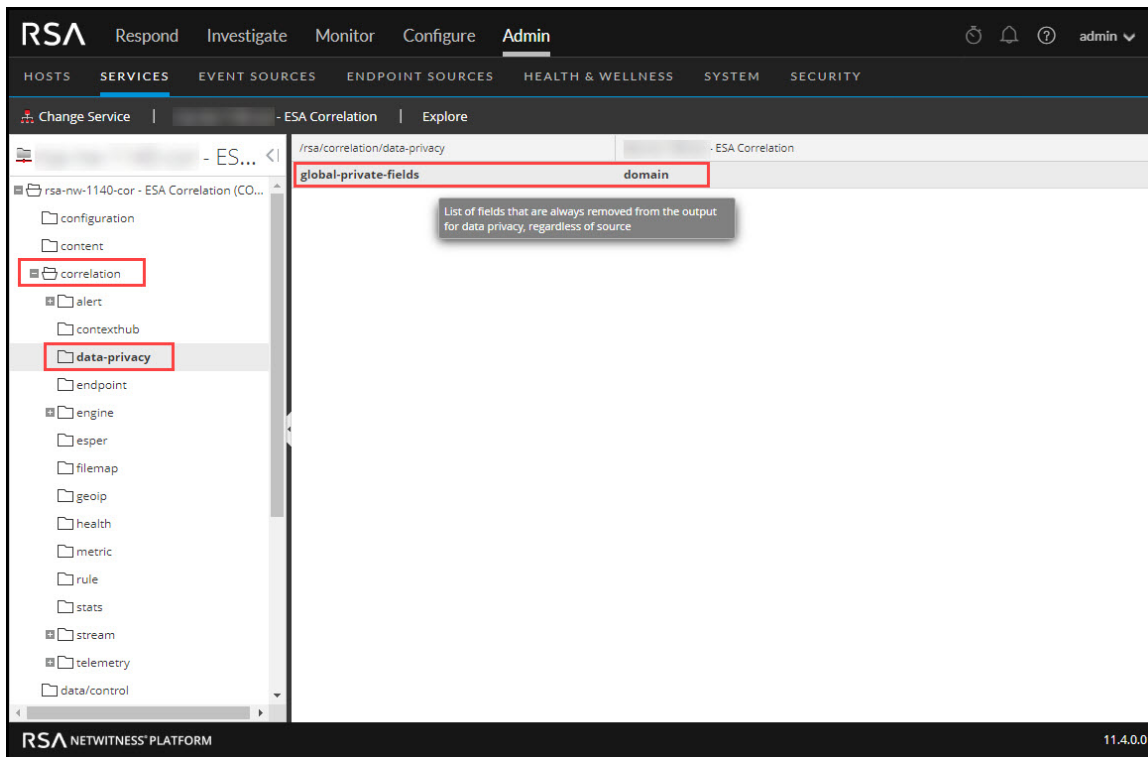 RSA Respond Investigate Monitor Configure Admin admin
HOSTS SERVICES EVENT SOURCES ENDPOINT SOURCES HEALTH & WELLNESS SYSTEM SECURITY
Change Service | - ESA Correlation | Explore
- ES...
/rsa/correlation/data-privacy - ESA Correlation
global-private-fields domain
List of fields that are always removed from the output
for data privacy, regardless of source
rsa-nw-1140-cor - ESA Correlation (CO...
configuration
content
correlation
alert
contexthub
data-privacy
endpoint
engine
esper
filemap
geoip
health
metric
rule
stats
stream
telemetry
data/control
RSA NETWITNESS® PLATFORM 11.4.0.0